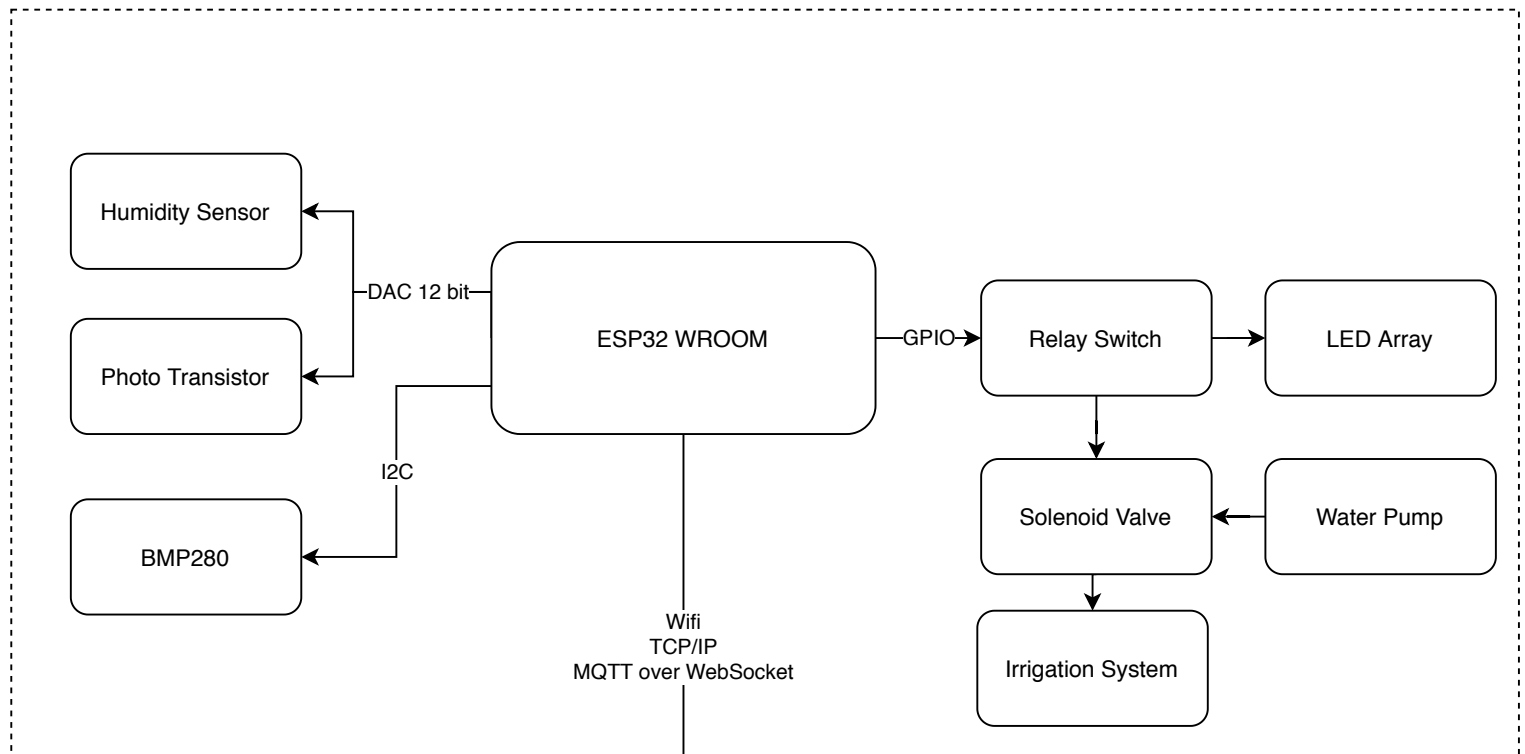 Humidity Sensor
DAC 12 bit
ESP32 WROOM
GPIO
Relay Switch
LED Array
Photo Transistor
I2C
BMP280
Solenoid Valve
Water Pump
Wifi
TCP/IP
MQTT over WebSocket
Irrigation System